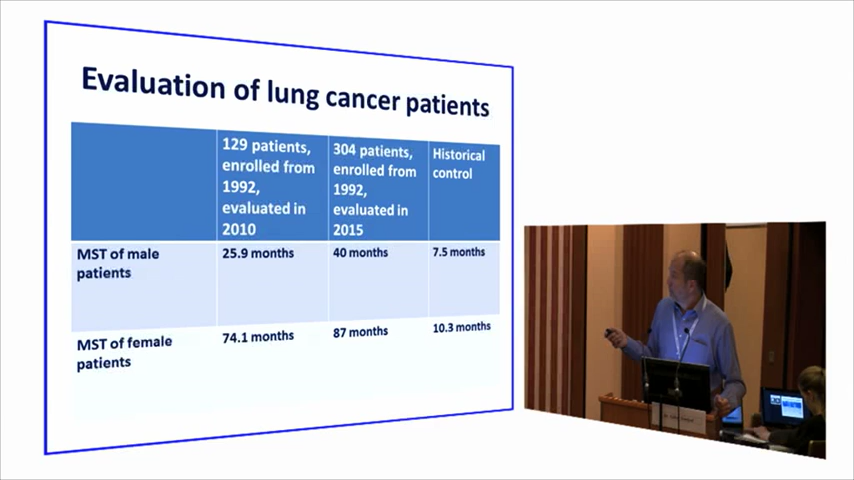 Evaluation of lung cancer patients
129 patients,
enrolled from
1992,
evaluated in
2010
304 patients,
enrolled from
1992,
evaluated in
2015
Historical
control
MST of male
patients
25.9 months
40 months
7.5 months
MST of female
patients
74.1 months
87 months
10.3 months